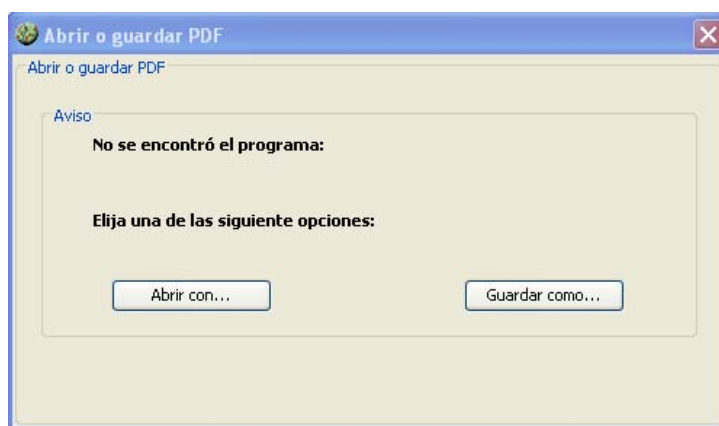 Abrir o guardar PDF
Abrir o guardar PDF
Aviso
No se encontró el programa:
Elija una de las siguiente opciones:
Abrir con...
Guardar como...